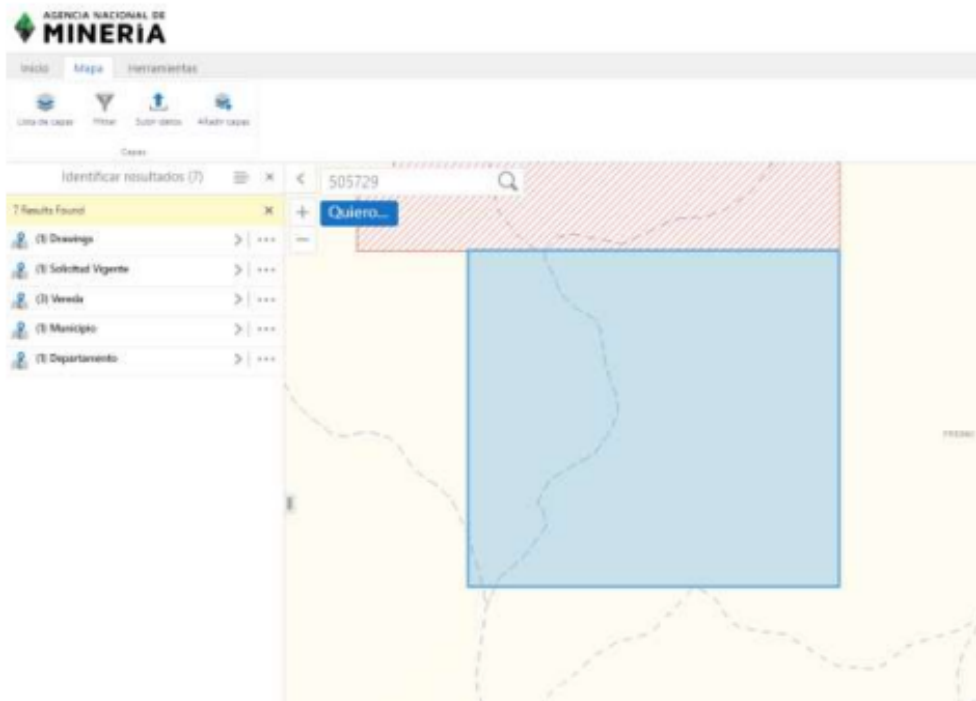 AGENCIA NACIONAL DE
MINERÍA
Inicio Mapa Herramientas
Lista de capas Filtrar Subir datos Añadir capas
Capas
Identificar resultados (7)
505729
7 Results Found
Quiero...
(1) Drawings
(1) Solicitud Vigente
(3) Vereda
(1) Municipio
(1) Departamento